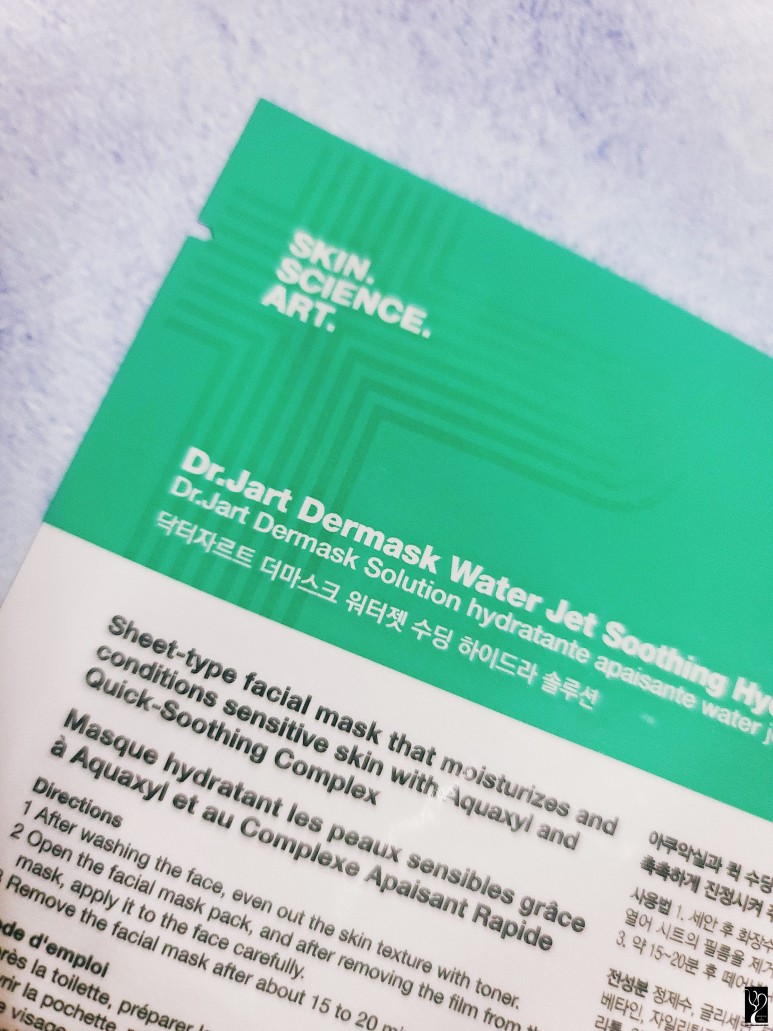 SKIN.
SCIENCE.
ART.
Dr.Jart Dermask Water Jet Soothing Hy
Dr.Jart Dermask Solution hydratante apaisante water j
닥터자르트 더마스크 워터젯 수딩 하이드라 솔루션
Sheet-type facial mask that moisturizes and
conditions sensitive skin with Aquaxyl and
Quick-Soothing Complex
Masque hydratant les peaux sensibles grâce
à Aquaxyl et au Complexe Apaisant Rapide
Directions
1 After washing the face, even out the skin texture with toner.
2 Open the facial mask pack, and after removing the film from th
mask, apply it to the face carefully.
3 Remove the facial mask after about 15 to 20 mi
de d'emploi
rès la toilette, préparer l
rir la pochette,
visage
아쿠악실과 퀵 수딩
촉촉하게 진정시켜
사용법 1. 세안 후 화장수
열어 시트의 필름을 제거
3. 약 15~20분 후 떼어
전성분 정제수, 글리세
베타인, 자일리